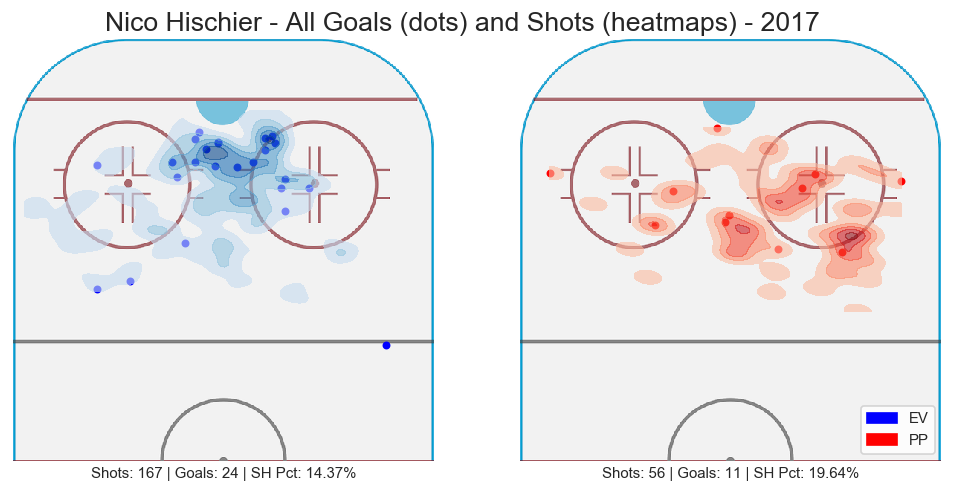 Nico Hischier - All Goals (dots) and Shots (heatmaps) - 2017
EV
PP
Shots: 167 | Goals: 24 | SH Pct: 14.37%
Shots: 56 | Goals: 11 | SH Pct: 19.64%